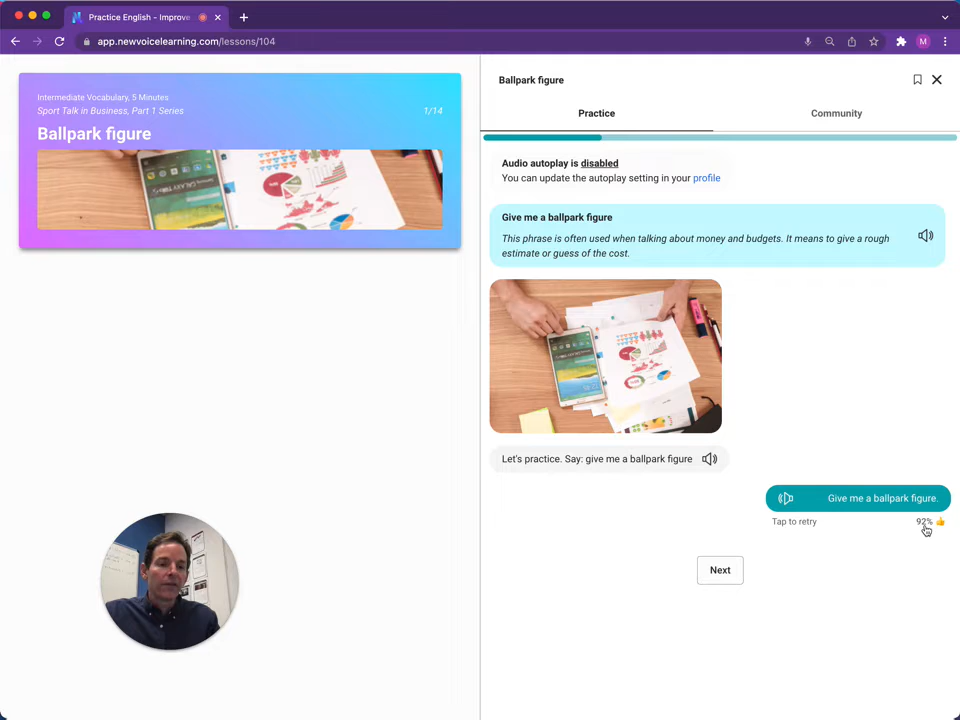 Practice English - Improve
app.newvoicelearning.com/lessons/104
M
Intermediate Vocabulary, 5 Minutes
Sport Talk in Business, Part 1 Series
1/14
Ballpark figure
Ballpark figure
Practice
Community
Audio autoplay is disabled
You can update the autoplay setting in your profile
Give me a ballpark figure
This phrase is often used when talking about money and budgets. It means to give a rough
estimate or guess of the cost.
Let's practice. Say: give me a ballpark figure
Give me a ballpark figure.
Tap to retry
92%
Next